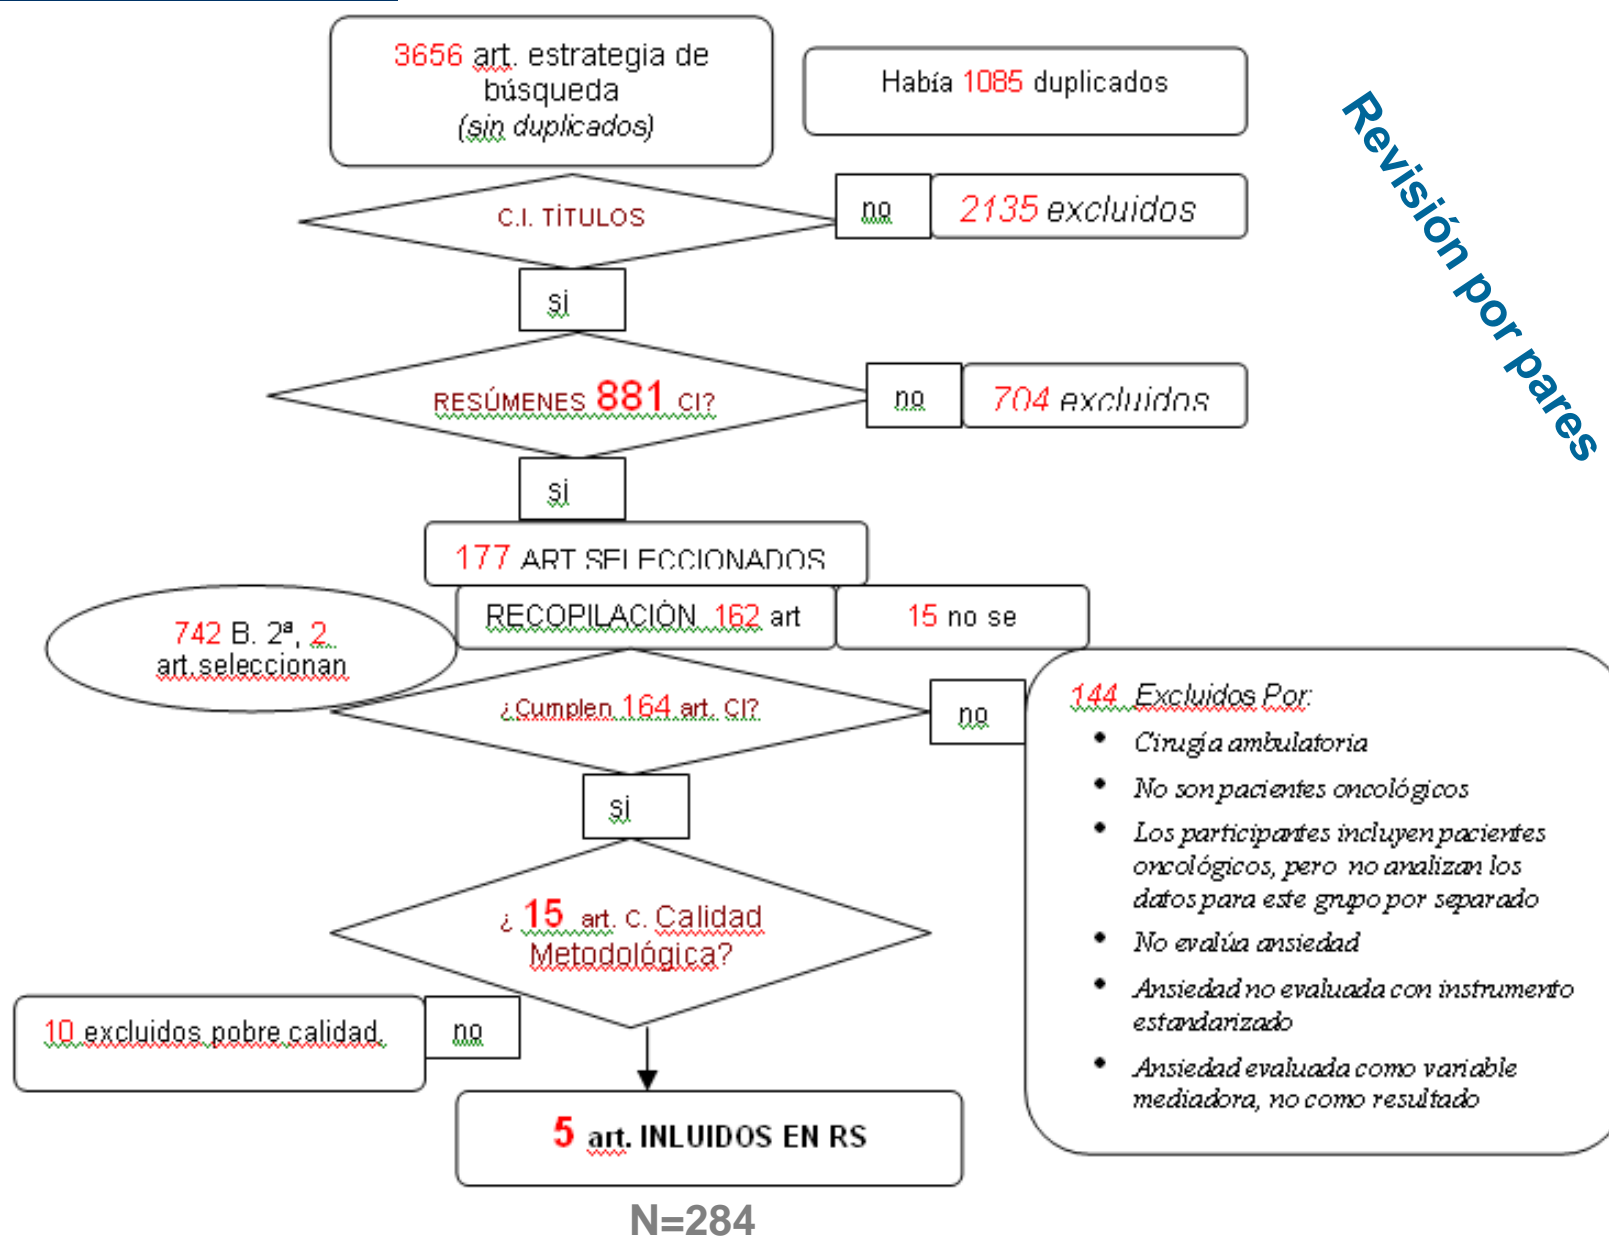 3656 art. estrategia de
búsqueda
(sin duplicados)
Había 1085 duplicados
Revisión por pares
C.I. TÍTULOS
no
2135 excluidos
si
RESÚMENES 881 CI?
no
704 excluidos
si
177 ART SELECCIONADOS
RECOPILACIÓN 162 art
15 no se
742 B. 2ª, 2
art.seleccionan
¿Cumplen 164 art. CI?
no
144 Excluidos Por:
• Cirugía ambulatoria
• No son pacientes oncológicos
• Los participantes incluyen pacientes
oncológicos, pero no analizan los
datos para este grupo por separado
• No evalúa ansiedad
• Ansiedad no evaluada con instrumento
estandarizado
• Ansiedad evaluada como variable
mediadora, no como resultado
si
¿ 15 art. C. Calidad
Metodológica?
10 excluidos pobre calidad.
no
5 art. INLUIDOS EN RS
N=284